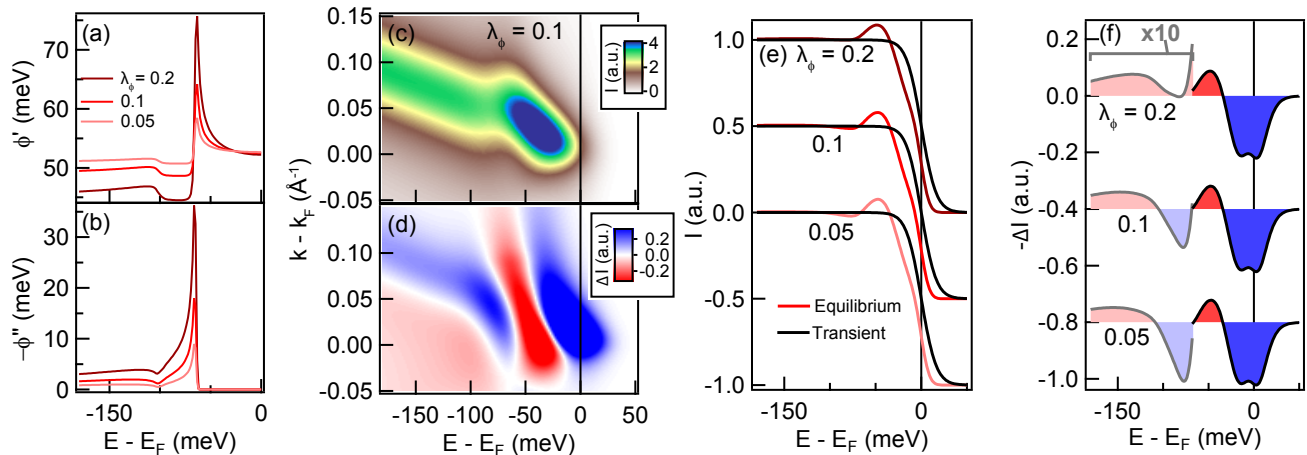 (a)
ϕ' (meV)
70
60
50
λϕ = 0.2
0.1
0.05
(b)
−ϕ'' (meV)
30
20
10
0
-150
0
E - EF (meV)
(c)
λϕ = 0.1
k - kF (Å-1)
0.15
0.10
0.05
0.00
-0.05
I (a.u.)
4
2
0
(d)
0.10
0.05
0.00
-0.05
ΔI (a.u.)
0.2
0.0
-0.2
-150
-100
-50
0
50
E - EF (meV)
(e)
I (a.u.)
1.0
0.5
0.0
-0.5
-1.0
λϕ = 0.2
0.1
0.05
Equilibrium
Transient
-150
0
E - EF (meV)
(f)
x10
-ΔI (a.u.)
0.2
0.0
-0.2
-0.4
-0.6
-0.8
-1.0
λϕ = 0.2
0.1
0.05
-150
0
E - EF (meV)